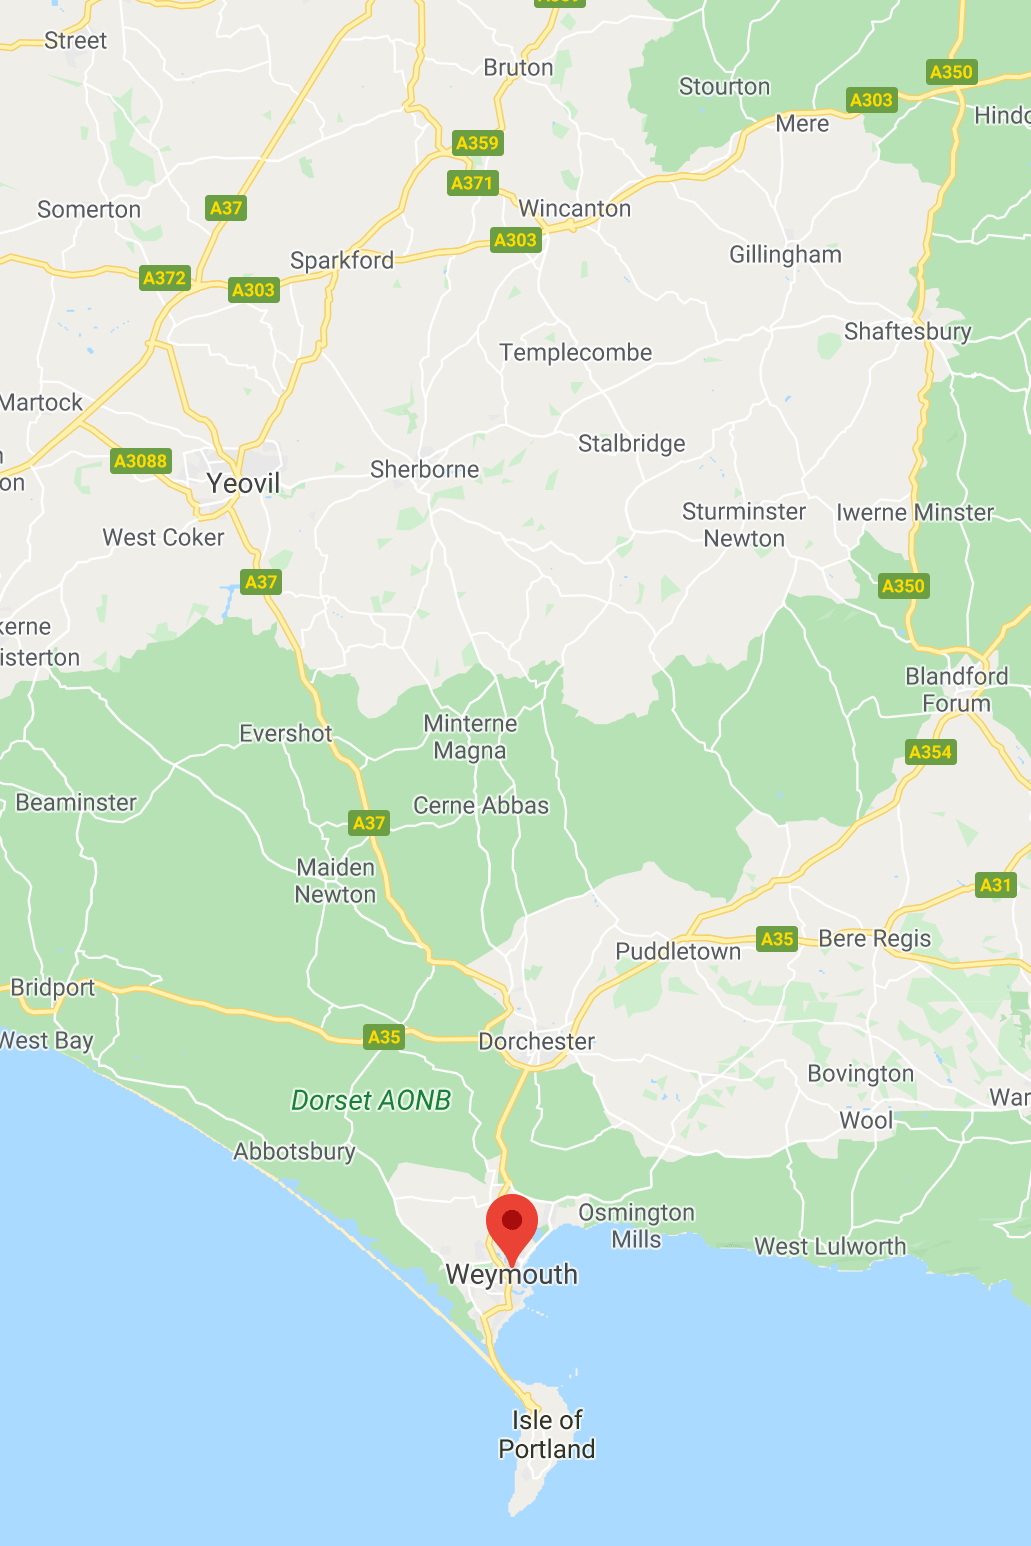 Street
Bruton
Stourton
A350
A303
Mere
A359
A371
Somerton
A37
Wincanton
A303
Sparkford
Gillingham
A372
A303
Shaftesbury
Templecombe
Martock
Stalbridge
A3088
Sherborne
Yeovil
Sturminster
Newton
Iwerne Minster
West Coker
A37
A350
kerne
isterton
Blandford
Forum
Evershot
Minterne
Magna
A354
Beaminster
Cerne Abbas
A37
Maiden
Newton
A31
Puddletown
A35
Bere Regis
Bridport
West Bay
A35
Dorchester
Dorset AONB
Bovington
War
Wool
Abbotsbury
Osmington
Mills
West Lulworth
Weymouth
Isle of
Portland